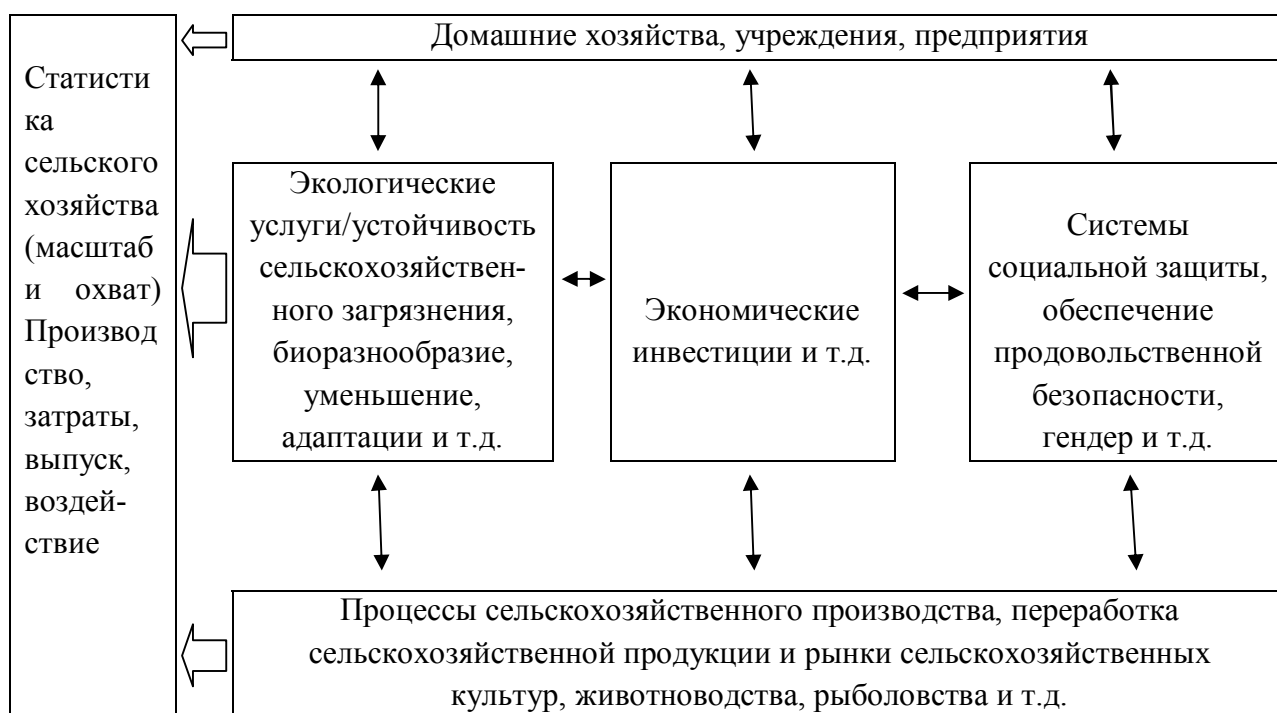 Домашние хозяйства, учреждения, предприятия
Статисти
ка
сельского
хозяйства
(масштаб
и охват)
Производ
ство,
затраты,
выпуск,
воздей-
ствие
Экологические
услуги/устойчивость
сельскохозяйствен-
ного загрязнения,
биоразнообразие,
уменьшение,
адаптации и т.д.
Экономические
инвестиции и т.д.
Системы
социальной защиты,
обеспечение
продовольственной
безопасности,
гендер и т.д.
Процессы сельскохозяйственного производства, переработка
сельскохозяйственной продукции и рынки сельскохозяйственных
культур, животноводства, рыболовства и т.д.